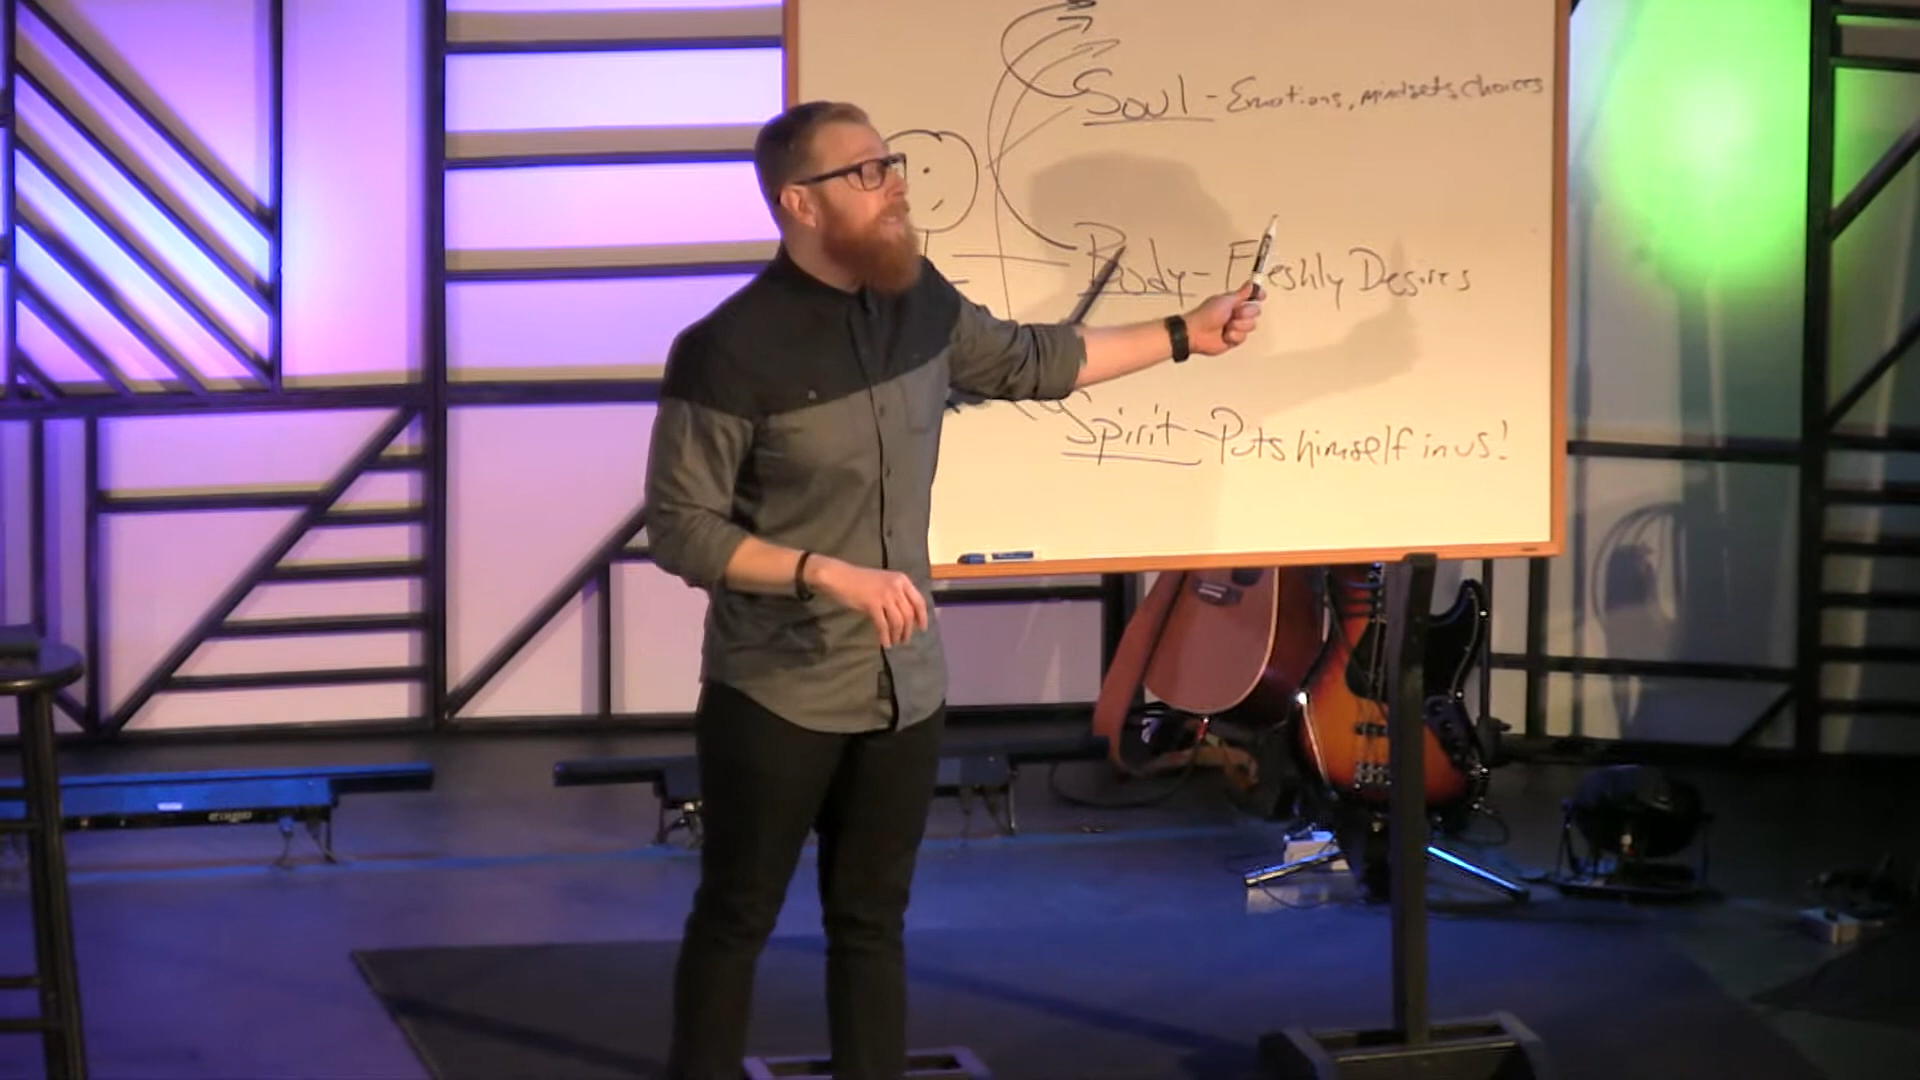 Soul - Emotions, mindsets, choices
Body - Fleshly Desires
Spirit - Puts himself in us!